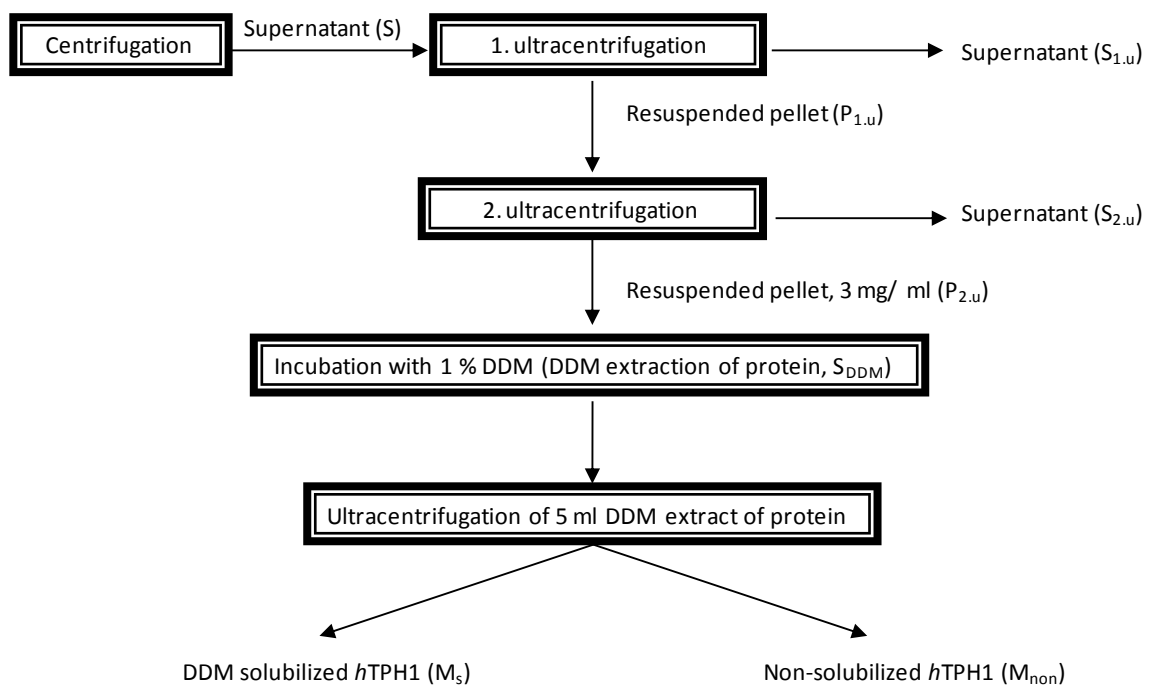 Supernatant (S)
Centrifugation
1. ultracentrifugation
Supernatant (S1.u)
Resuspended pellet (P1.u)
2. ultracentrifugation
Supernatant (S2.u)
Resuspended pellet, 3 mg/ ml (P2.u)
Incubation with 1 % DDM (DDM extraction of protein, SDDM)
Ultracentrifugation of 5 ml DDM extract of protein
DDM solubilized hTPH1 (Ms)
Non-solubilized hTPH1 (Mnon)